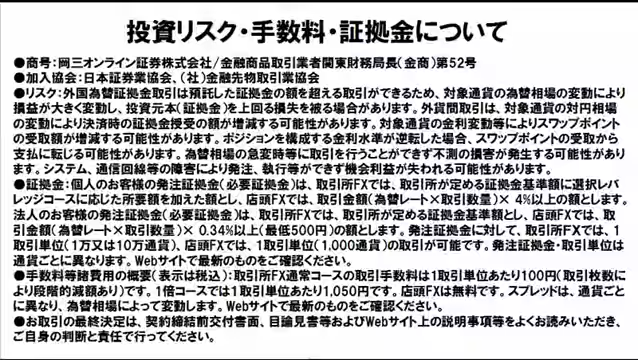 投資リスク・手数料・証拠金について
●商号：岡三オンライン証券株式会社/金融商品取引業者関東財務局長（金商）第52号
●加入協会：日本証券業協会、（社）金融先物取引業協会
●リスク：外国為替証拠金取引は預託した証拠金の額を超える取引ができるため、対象通貨の為替相場の変動により
損益が大きく変動し、投資元本（証拠金）を上回る損失を被る場合があります。外貨間取引は、対象通貨の対円相場
の変動により決済時の証拠金授受の額が増減する可能性があります。対象通貨の金利変動等によりスワップポイント
の受取額が増減する可能性があります。ポジションを構成する金利水準が逆転した場合、スワップポイントの受取から
支払に転じる可能性があります。為替相場の急変時等に取引を行うことができず不測の損害が発生する可能性があり
ます。システム、通信回線等の障害により発注、執行等ができず機会利益が失われる可能性があります。
●証拠金：個人のお客様の発注証拠金（必要証拠金）は、取引所FXでは、取引所が定める証拠金基準額に選択レバ
レッジコースに応じた所要額を加えた額とし、店頭FXでは、取引金額（為替レート×取引数量）× 4％以上の額とします。
法人のお客様の発注証拠金（必要証拠金）は、取引所FXでは、取引所が定める証拠金基準額とし、店頭FXでは、取
引金額（為替レート×取引数量）× 0.34％以上（最低500円）の額とします。発注証拠金に対して、取引所FXでは、1
取引単位（1万又は10万通貨）、店頭FXでは、1取引単位（1,000通貨）の取引が可能です。発注証拠金・取引単位は
通貨ごとに異なります。Webサイトで最新のものをご確認ください。
●手数料等諸費用の概要（表示は税込）：取引所FX通常コースの取引手数料は1取引単位あたり100円（取引枚数に
より段階的減額あり）です。1倍コースでは1取引単位あたり1,050円です。店頭FXは無料です。スプレッドは、通貨ごと
に異なり、為替相場によって変動します。Webサイトで最新のものをご確認ください。
●お取引の最終決定は、契約締結前交付書面、目論見書等およびWebサイト上の説明事項等をよくお読みいただき、
ご自身の判断と責任で行ってください。